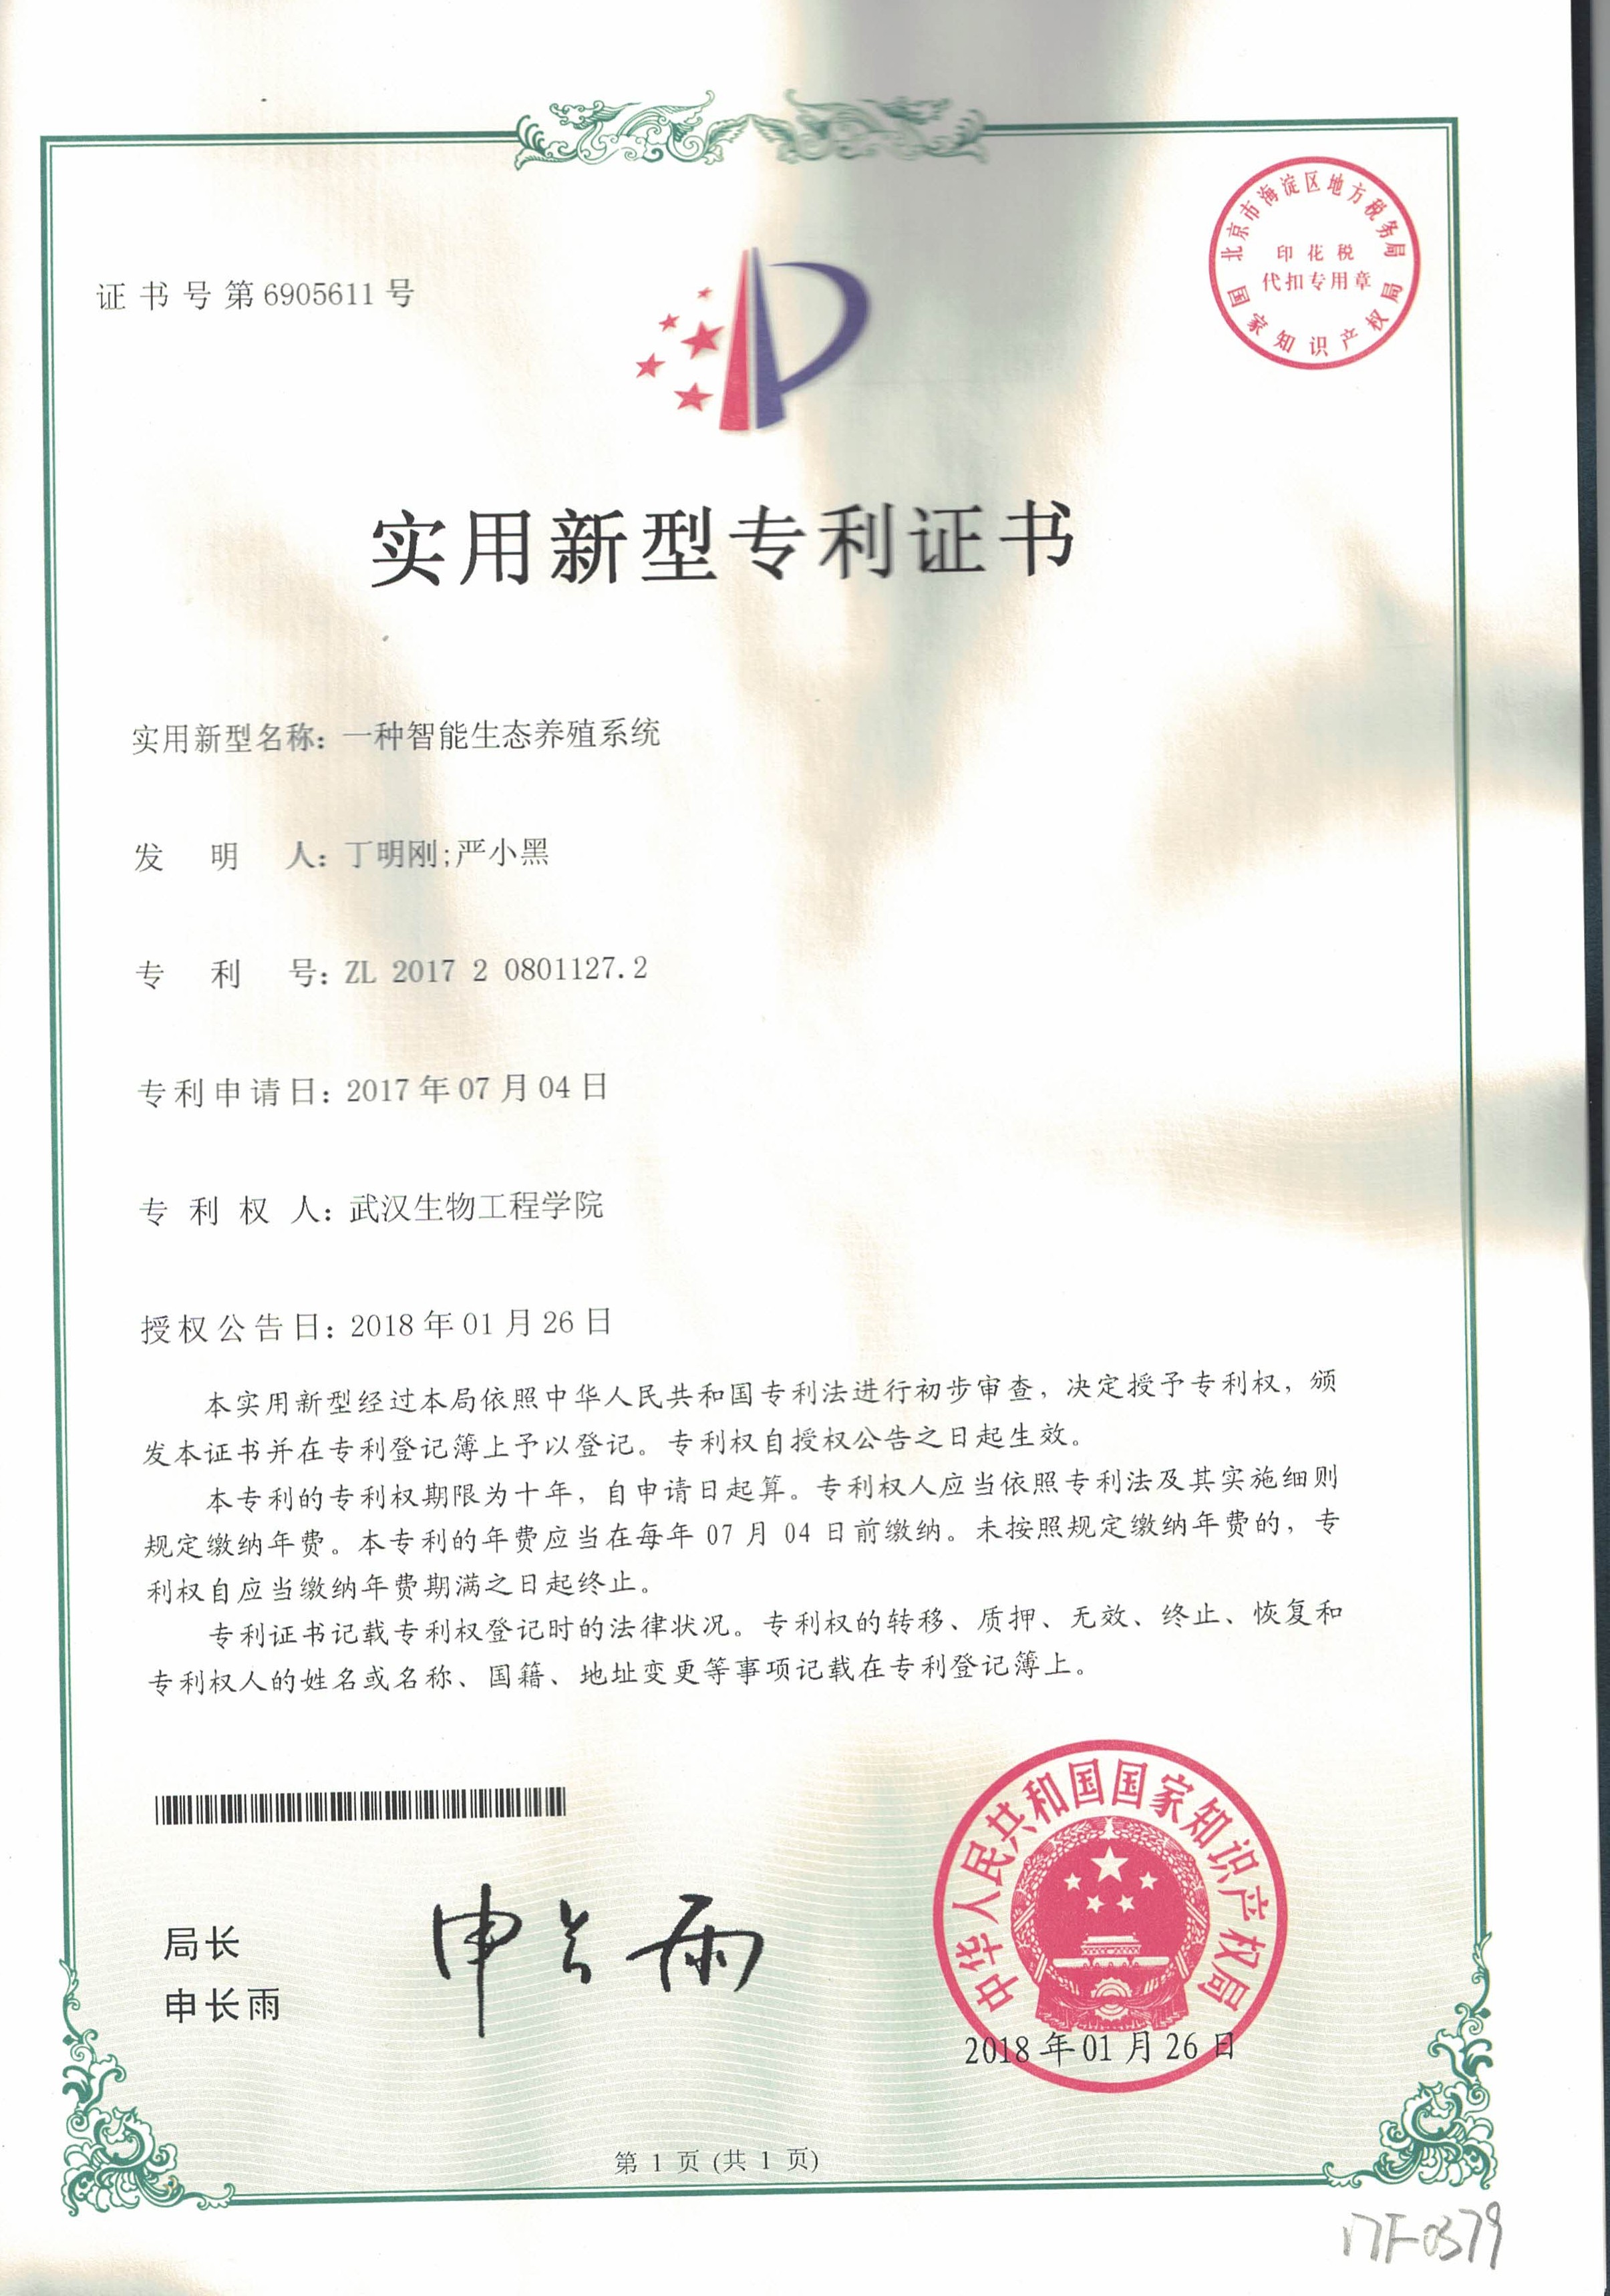 证书号第6905611号
北京市海淀区地方税务局
印花税
代扣专用章
国家知识产权局
实用新型专利证书
实用新型名称：一种智能生态养殖系统
发明人：丁明刚;严小黑
专利号：ZL 2017 2 0801127.2
专利申请日：2017年07月04日
专利权人：武汉生物工程学院
授权公告日：2018年01月26日
本实用新型经过本局依照中华人民共和国专利法进行初步审查，决定授予专利权，颁
发本证书并在专利登记簿上予以登记。专利权自授权公告之日起生效。
本专利的专利权期限为十年，自申请日起算。专利权人应当依照专利法及其实施细则
规定缴纳年费。本专利的年费应当在每年07月04日前缴纳。未按照规定缴纳年费的，专
利权自应当缴纳年费期满之日起终止。
专利证书记载专利权登记时的法律状况。专利权的转移、质押、无效、终止、恢复和
专利权人的姓名或名称、国籍、地址变更等事项记载在专利登记簿上。
局长
申长雨
申长雨
中华人民共和国国家知识产权局
2018年01月26日
第 1 页 (共 1 页)
17F-0379